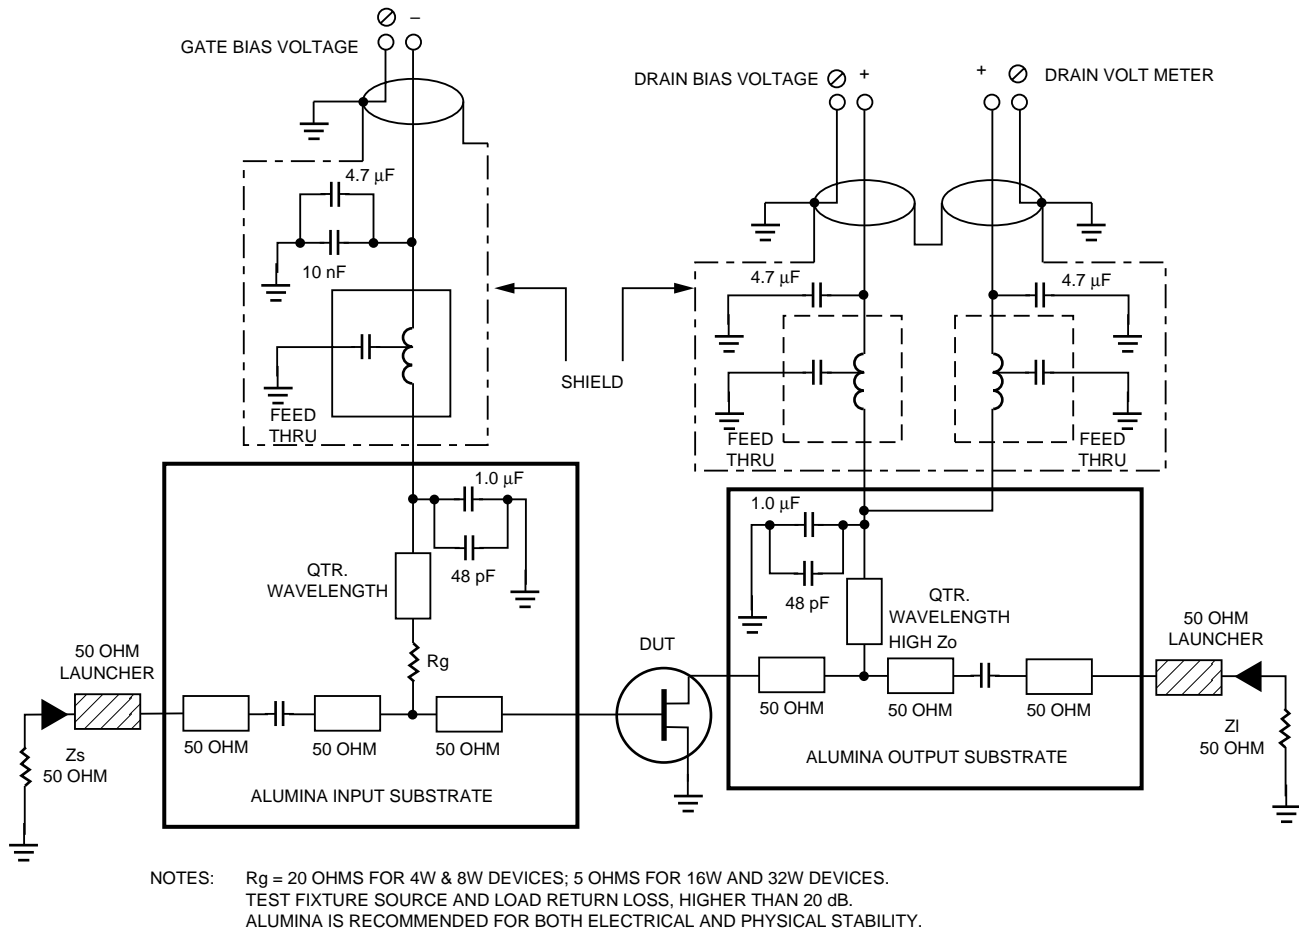 GATE BIAS VOLTAGE
–
DRAIN BIAS VOLTAGE
+
+
DRAIN VOLT METER
4.7 µF
10 nF
FEED
THRU
SHIELD
4.7 µF
4.7 µF
FEED
THRU
FEED
THRU
1.0 µF
48 pF
QTR.
WAVELENGTH
Rg
50 OHM
LAUNCHER
50 OHM
50 OHM
50 OHM
Zs
50 OHM
ALUMINA INPUT SUBSTRATE
DUT
1.0 µF
48 pF
QTR.
WAVELENGTH
HIGH Zo
50 OHM
50 OHM
50 OHM
50 OHM
LAUNCHER
Zl
50 OHM
ALUMINA OUTPUT SUBSTRATE
NOTES: Rg = 20 OHMS FOR 4W & 8W DEVICES; 5 OHMS FOR 16W AND 32W DEVICES.
TEST FIXTURE SOURCE AND LOAD RETURN LOSS, HIGHER THAN 20 dB.
ALUMINA IS RECOMMENDED FOR BOTH ELECTRICAL AND PHYSICAL STABILITY.